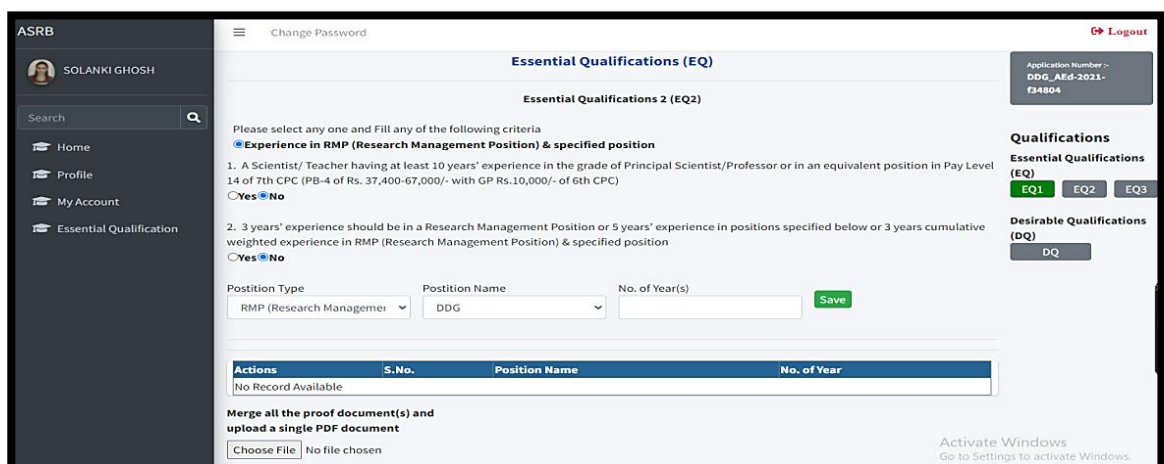 ASRB
Change Password
Logout
SOLANKI GHOSH
Search
Home
Profile
My Account
Essential Qualification
Essential Qualifications (EQ)
Essential Qualifications 2 (EQ2)
Please select any one and Fill any of the following criteria
Experience in RMP (Research Management Position) & specified position
1. A Scientist/ Teacher having at least 10 years' experience in the grade of Principal Scientist/Professor or in an equivalent position in Pay Level
14 of 7th CPC (PB-4 of Rs. 37,400-67,000/- with GP Rs.10,000/- of 6th CPC)
Yes No
2. 3 years' experience should be in a Research Management Position or 5 years' experience in positions specified below or 3 years cumulative
weighted experience in RMP (Research Management Position) & specified position
Yes No
Postition Type Postition Name No. of Year(s)
RMP (Research Managemer DDG Save
Actions S.No. Position Name No. of Year
No Record Available
Merge all the proof document(s) and
upload a single PDF document
Choose File No file chosen
Application Number :-
DDG_AEd-2021-
f34804
Qualifications
Essential Qualifications
(EQ)
EQ1 EQ2 EQ3
Desirable Qualifications
(DQ)
DQ
Activate Windows
Go to Settings to activate Windows.